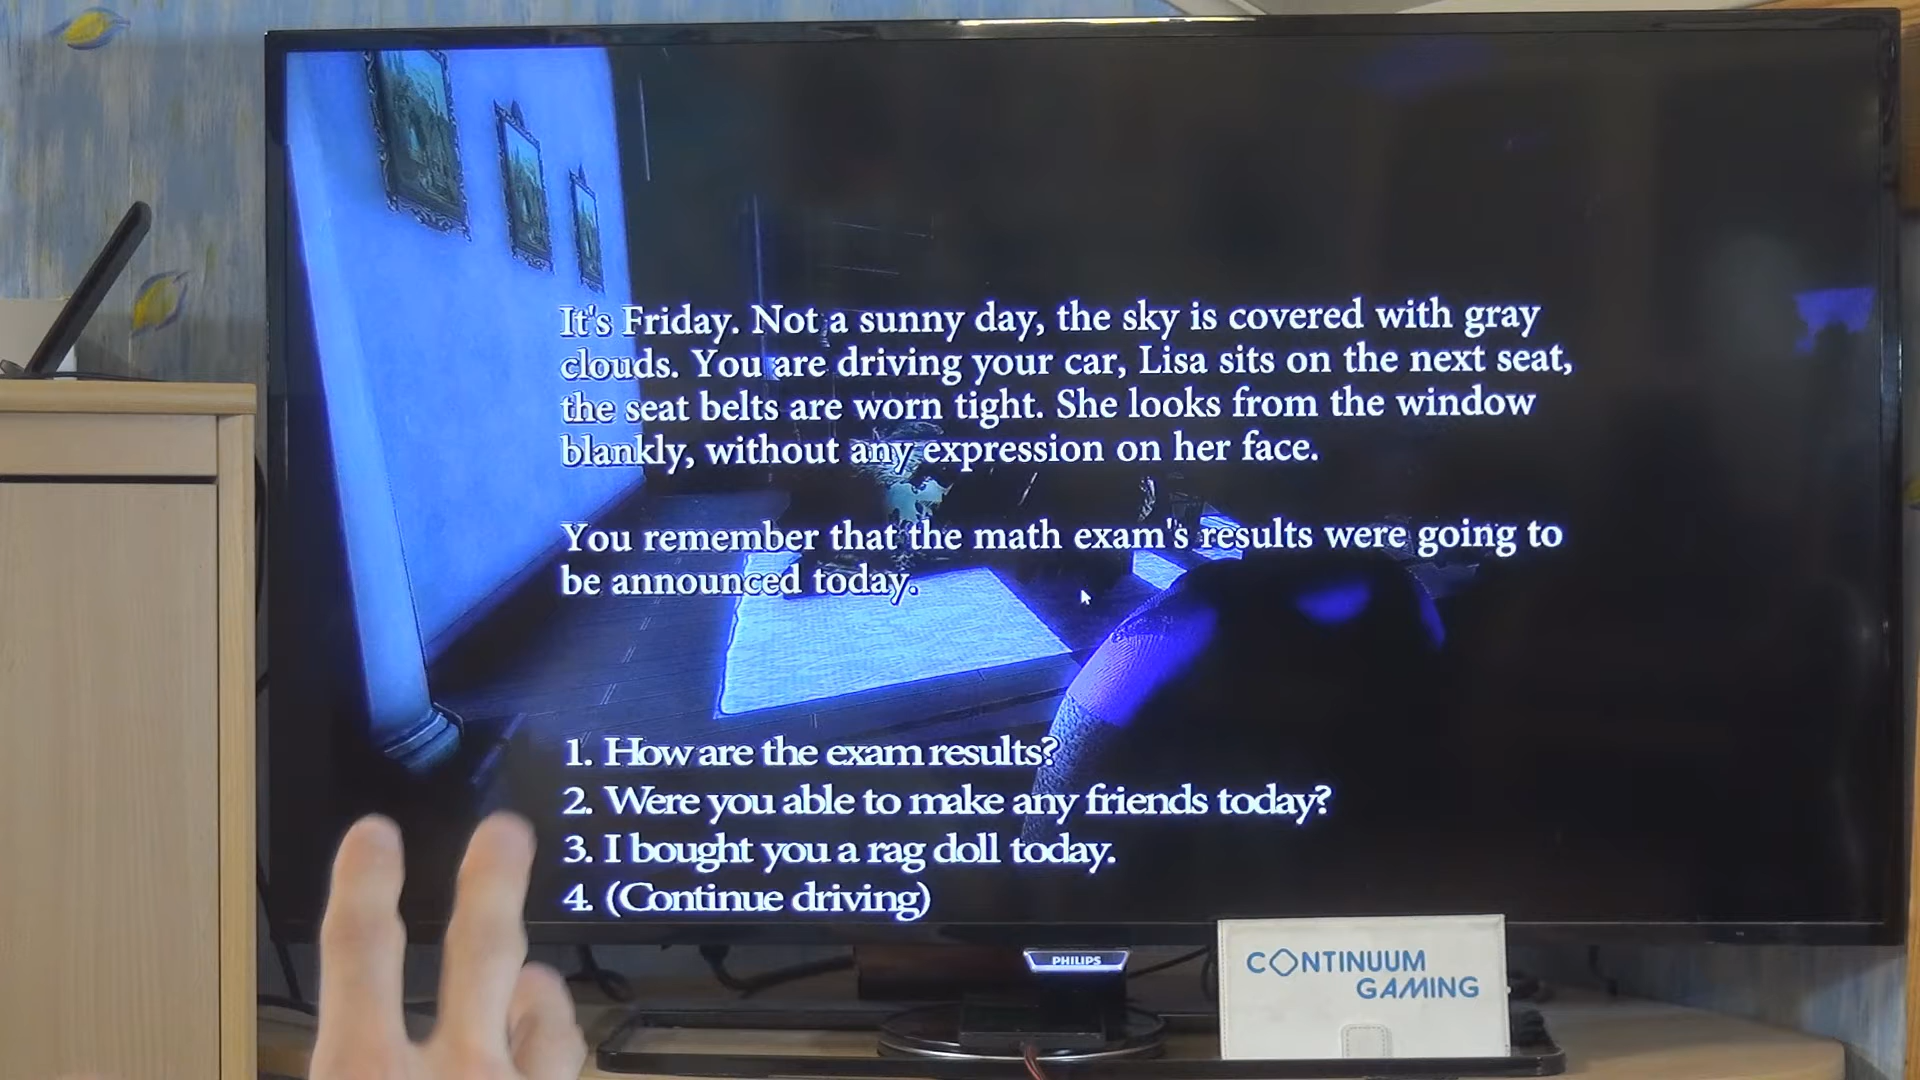 It's Friday. Not a sunny day, the sky is covered with gray
clouds. You are driving your car, Lisa sits on the next seat,
the seat belts are worn tight. She looks from the window
blankly, without any expression on her face.
You remember that the math exam's results were going to
be announced today.
1. How are the exam results?
2. Were you able to make any friends today?
3. I bought you a rag doll today.
4. (Continue driving)
PHILIPS
CONTINUUM
GAMING